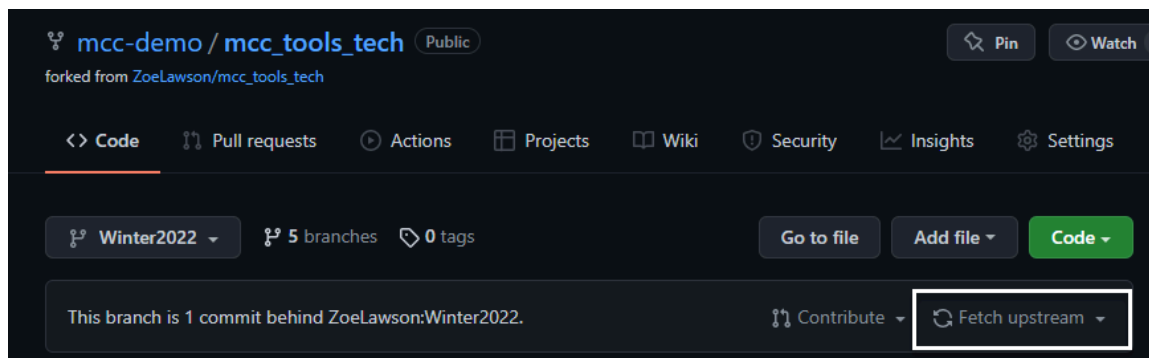 mcc-demo / mcc_tools_tech Public Pin Watch
forked from ZoeLawson/mcc_tools_tech
Code Pull requests Actions Projects Wiki Security Insights Settings
Winter2022 5 branches 0 tags Go to file Add file Code
This branch is 1 commit behind ZoeLawson:Winter2022. Contribute Fetch upstream